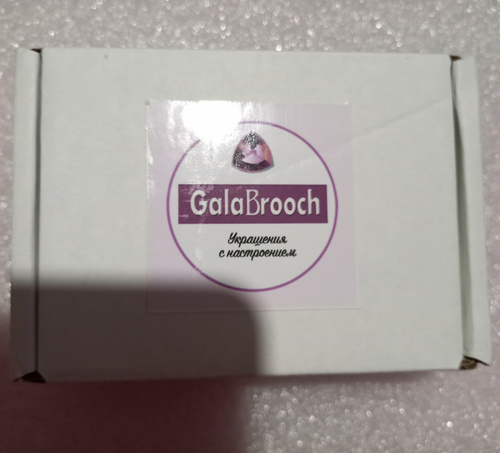 GalaBrooch
Украшения
с настроением